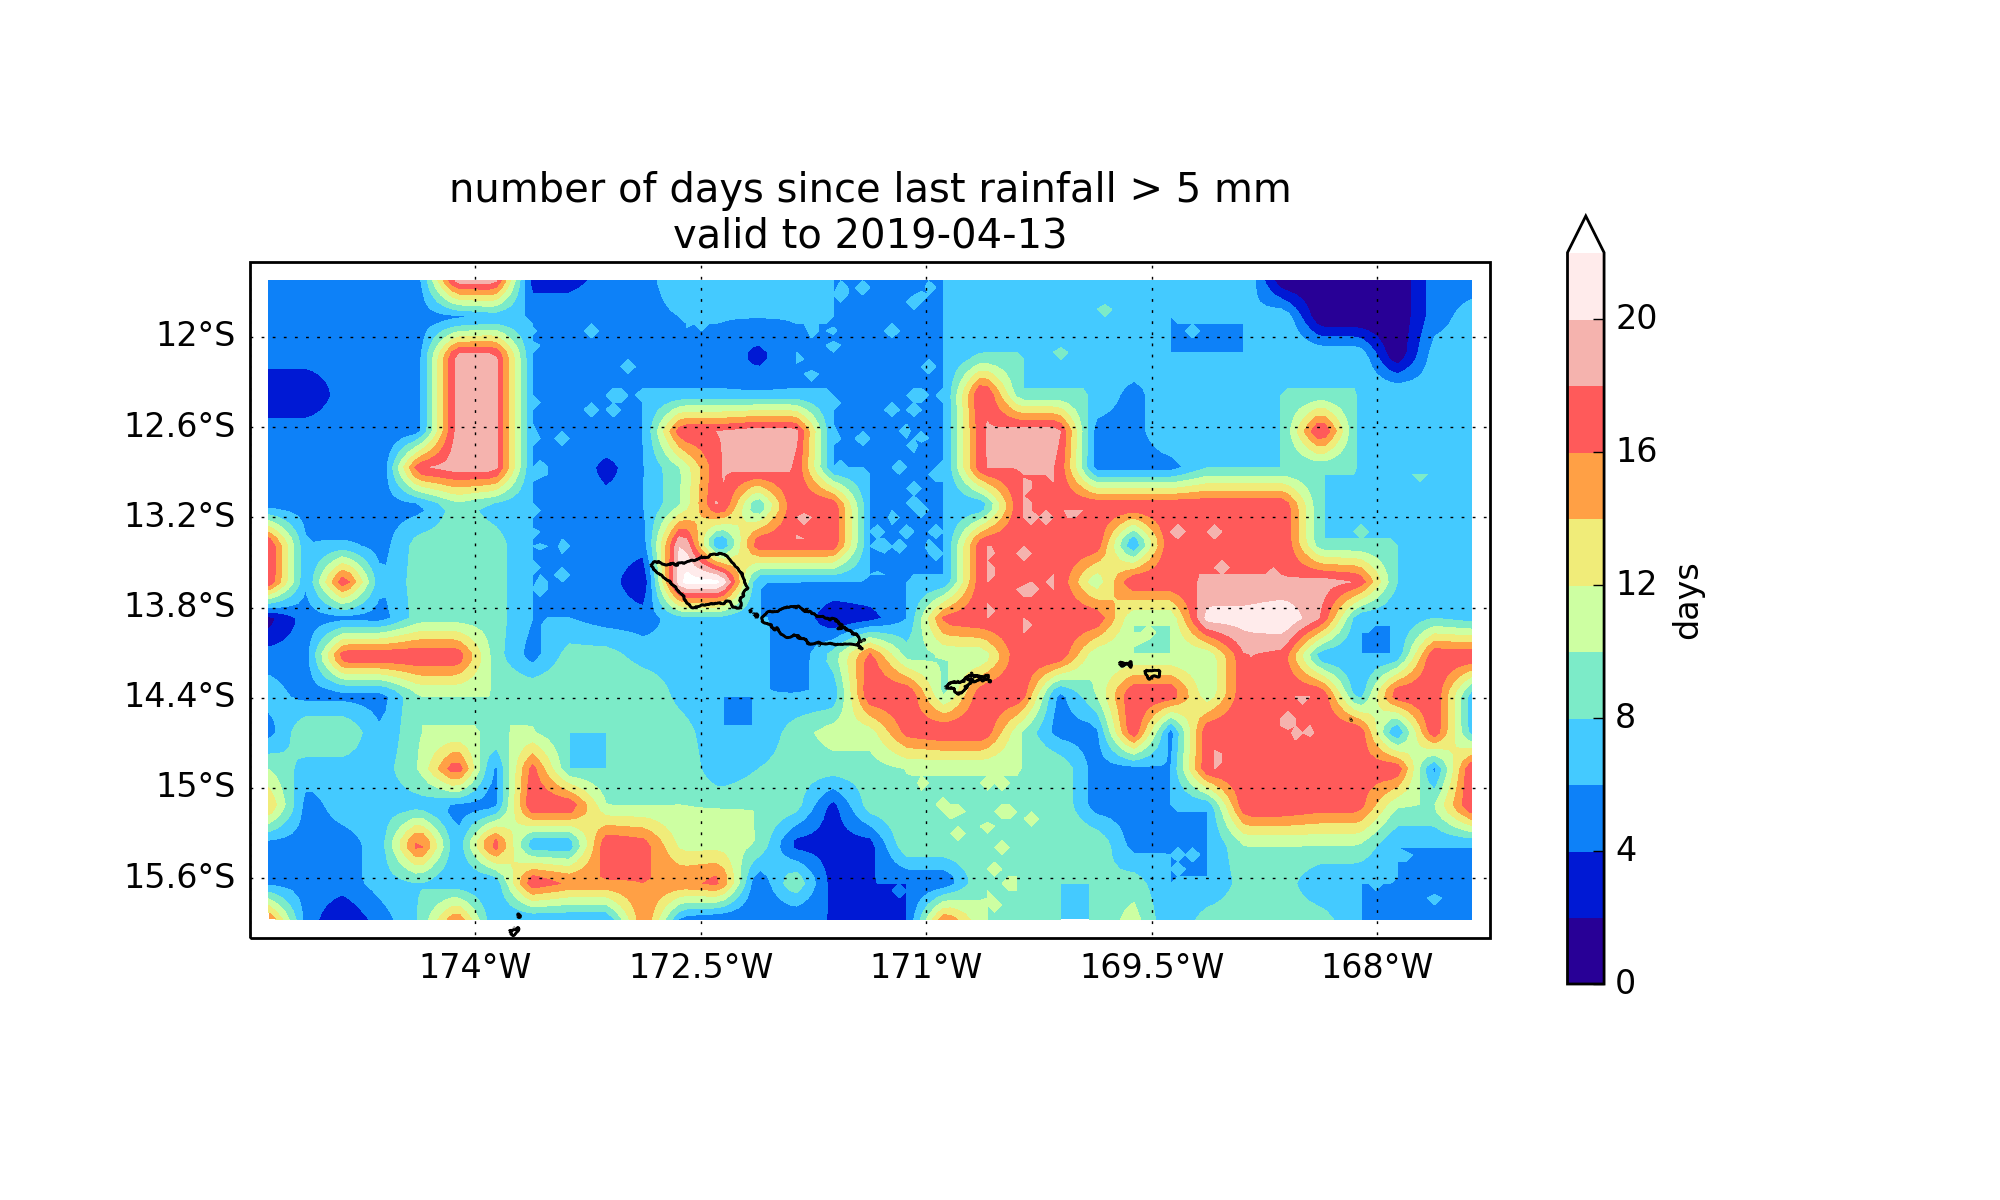 number of days since last rainfall > 5 mm
valid to 2019-04-13
12°S
12.6°S
13.2°S
13.8°S
14.4°S
15°S
15.6°S
174°W
172.5°W
171°W
169.5°W
168°W
20
16
12
8
4
0
days